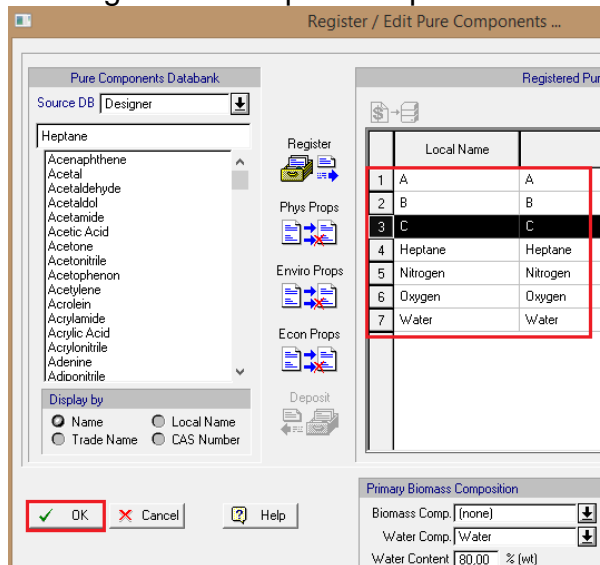 Register / Edit Pure Components ...
Pure Components Databank
Source DB Designer
Heptane
Acenaphthene
Acetal
Acetaldehyde
Acetaldol
Acetamide
Acetic Acid
Acetone
Acetonitrile
Acetophenon
Acetylene
Acrolein
Acrylamide
Acrylic Acid
Acrylonitrile
Adenine
Adiponitrile
Display by
Name Local Name
Trade Name CAS Number
Register
Phys Props
Enviro Props
Econ Props
Deposit
Registered Pur
Local Name
1 A A
2 B B
3 C C
4 Heptane Heptane
5 Nitrogen Nitrogen
6 Oxygen Oxygen
7 Water Water
OK Cancel Help
Primary Biomass Composition
Biomass Comp. (none)
Water Comp. Water
Water Content 80.00 % (wt)